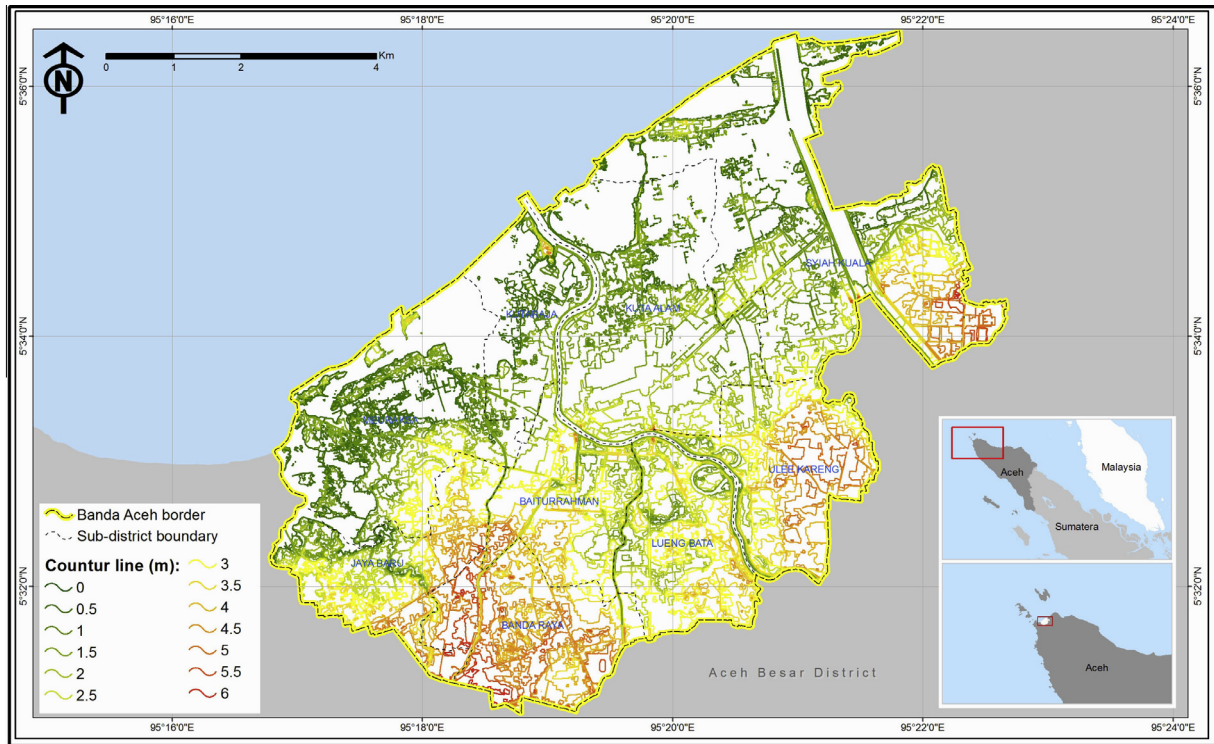 95°16'0"E
95°18'0"E
95°20'0"E
95°22'0"E
95°24'0"E
N
Km
0 1 2 4
5°36'0"N
5°36'0"N
SYIAH KUALA
KUTA ALAM
5°34'0"N
5°34'0"N
ULEE KARENG
BAITURRAHMAN
LUENG BATA
JAYA BARU
BANDA RAYA
5°32'0"N
5°32'0"N
Aceh Besar District
Banda Aceh border
Sub-district boundary
Countur line (m):
0
0.5
1
1.5
2
2.5
3
3.5
4
4.5
5
5.5
6
Malaysia
Aceh
Sumatera
Aceh
95°16'0"E
95°18'0"E
95°20'0"E
95°22'0"E
95°24'0"E